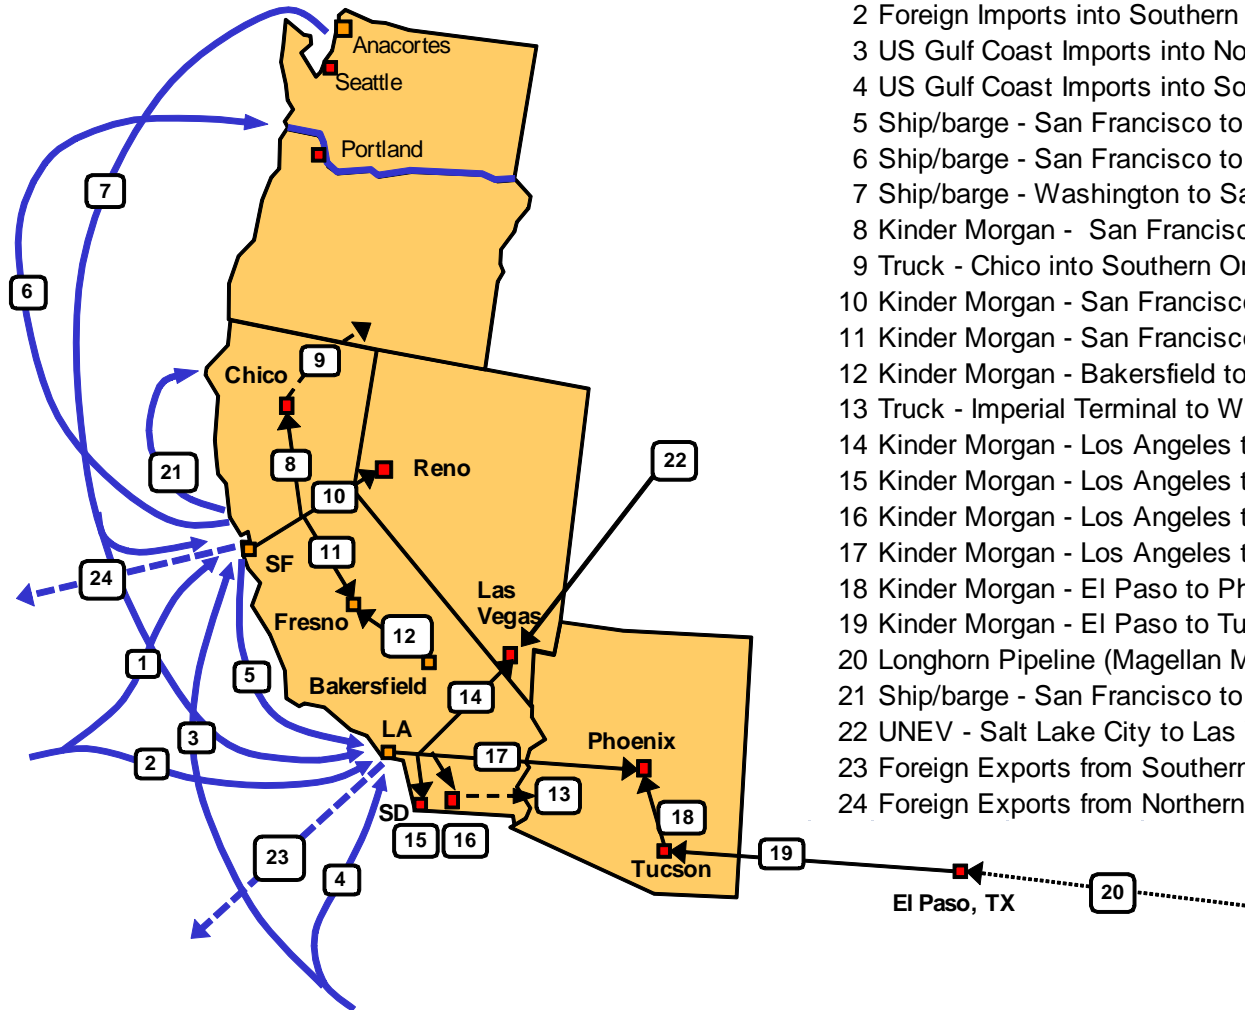 2 Foreign Imports into Southern
3 US Gulf Coast Imports into No
4 US Gulf Coast Imports into So
5 Ship/barge - San Francisco to
6 Ship/barge - San Francisco to
7 Ship/barge - Washington to Sa
8 Kinder Morgan - San Francisc
9 Truck - Chico into Southern Or
10 Kinder Morgan - San Francisc
11 Kinder Morgan - San Francisc
12 Kinder Morgan - Bakersfield to
13 Truck - Imperial Terminal to W
14 Kinder Morgan - Los Angeles t
15 Kinder Morgan - Los Angeles t
16 Kinder Morgan - Los Angeles t
17 Kinder Morgan - Los Angeles t
18 Kinder Morgan - El Paso to Ph
19 Kinder Morgan - El Paso to Tu
20 Longhorn Pipeline (Magellan M
21 Ship/barge - San Francisco to
22 UNEV - Salt Lake City to Las
23 Foreign Exports from Southern
24 Foreign Exports from Northern
Anacortes
Seattle
Portland
7
6
9
Chico
8
Reno
21
10
22
SF
11
24
Las
Vegas
Fresno
12
1
5
Bakersfield
14
LA
3
2
17
Phoenix
13
SD
15
16
18
23
4
Tucson
19
El Paso, TX
20